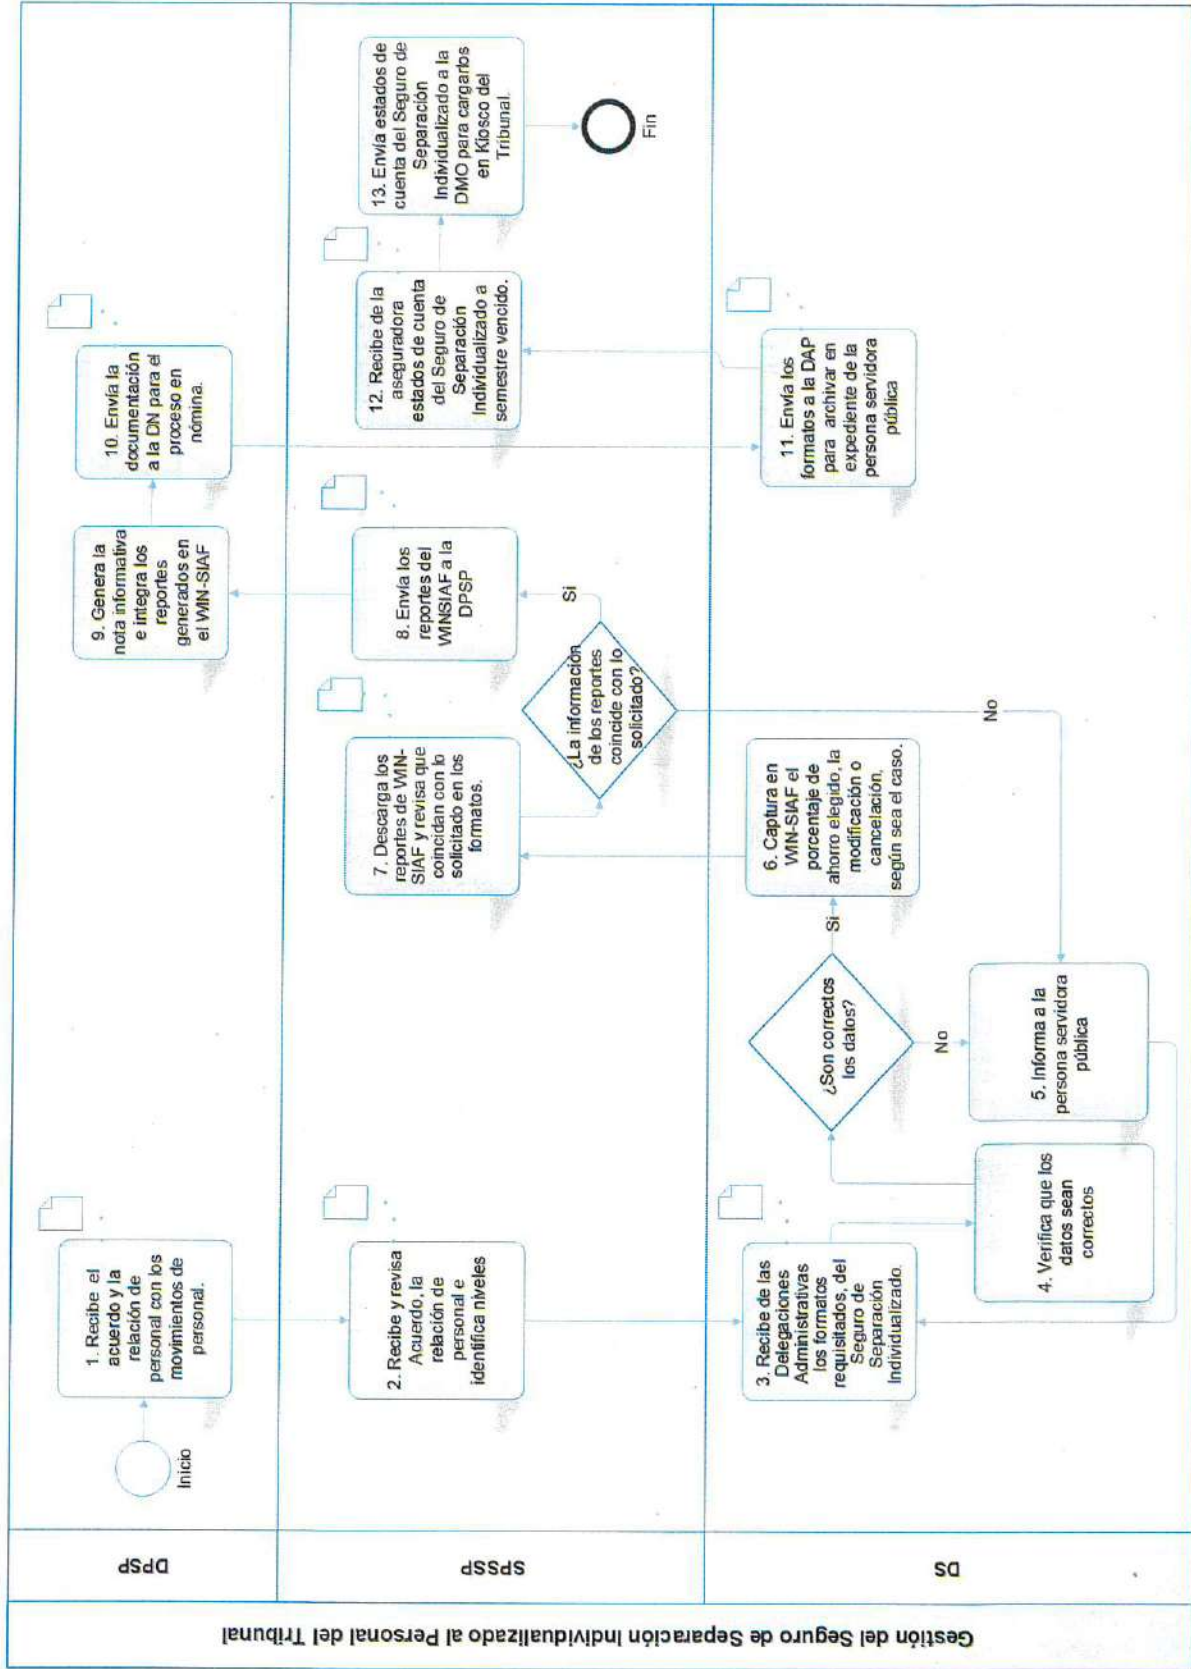 Gestión del Seguro de Separación Individualizado al Personal del Tribunal
DPSP
Inicio
1. Recibe el
acuerdo y la
relación de
personal con los
movimientos de
personal.
9. Genera la
nota informativa
e integra los
reportes
generados en
el WIN-SIAF
10. Envía la
documentación
a la DN para el
proceso en
nómina.
SPSSP
2. Recibe y revisa
Acuerdo, la
relación de
personal e
identifica niveles
7. Descarga los
reportes de WIN-
SIAF y revisa que
coincidan con lo
solicitado en los
formatos.
¿La información
de los reportes
coincide con lo
solicitado?
Si
No
8. Envía los
reportes del
WINSIAF a la
DPSP
12. Recibe de la
aseguradora
estados de cuenta
del Seguro de
Separación
Individualizado a
semestre vencido.
13. Envía estados de
cuenta del Seguro de
Separación
Individualizado a la
DMO para cargarlos
en Kiosco del
Tribunal.
Fin
DS
3. Recibe de las
Delegaciones
Administrativas
los formatos
requisitados, del
Seguro de
Separación
Individualizado.
4. Verifica que los
datos sean
correctos
¿Son correctos
los datos?
Si
No
5. Informa a la
persona servidora
pública
6. Captura en
WIN-SIAF el
porcentaje de
ahorro elegido, la
modificación o
cancelación,
según sea el caso.
11. Envía los
formatos a la DAP
para archivar en
expediente de la
persona servidora
pública